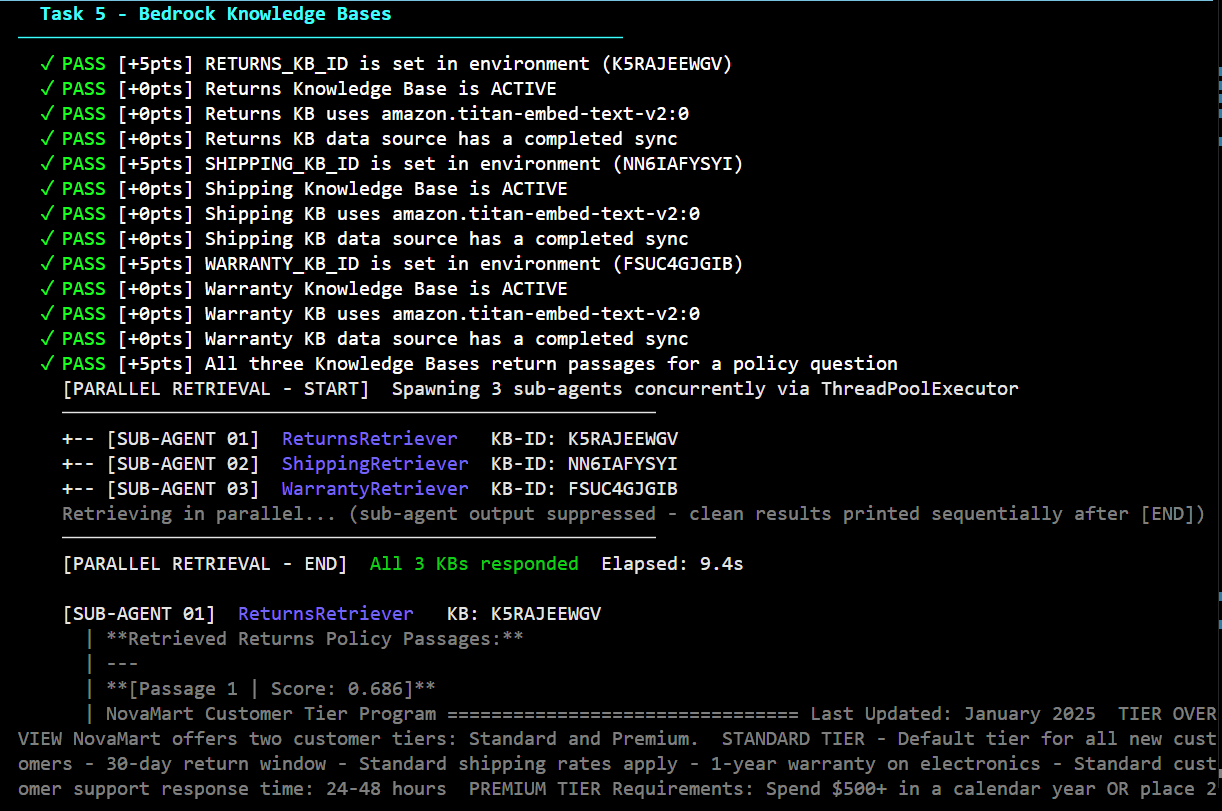 Task 5 - Bedrock Knowledge Bases
✓ PASS [+5pts] RETURNS_KB_ID is set in environment (K5RAJEEWGV)
✓ PASS [+0pts] Returns Knowledge Base is ACTIVE
✓ PASS [+0pts] Returns KB uses amazon.titan-embed-text-v2:0
✓ PASS [+0pts] Returns KB data source has a completed sync
✓ PASS [+5pts] SHIPPING_KB_ID is set in environment (NN6IAFYSYI)
✓ PASS [+0pts] Shipping Knowledge Base is ACTIVE
✓ PASS [+0pts] Shipping KB uses amazon.titan-embed-text-v2:0
✓ PASS [+0pts] Shipping KB data source has a completed sync
✓ PASS [+5pts] WARRANTY_KB_ID is set in environment (FSUC4GJGIB)
✓ PASS [+0pts] Warranty Knowledge Base is ACTIVE
✓ PASS [+0pts] Warranty KB uses amazon.titan-embed-text-v2:0
✓ PASS [+0pts] Warranty KB data source has a completed sync
✓ PASS [+5pts] All three Knowledge Bases return passages for a policy question
[PARALLEL RETRIEVAL - START]  Spawning 3 sub-agents concurrently via ThreadPoolExecutor
+-- [SUB-AGENT 01]  ReturnsRetriever   KB-ID: K5RAJEEWGV
+-- [SUB-AGENT 02]  ShippingRetriever  KB-ID: NN6IAFYSYI
+-- [SUB-AGENT 03]  WarrantyRetriever  KB-ID: FSUC4GJGIB
Retrieving in parallel... (sub-agent output suppressed - clean results printed sequentially after [END])
[PARALLEL RETRIEVAL - END]  All 3 KBs responded  Elapsed: 9.4s
[SUB-AGENT 01]  ReturnsRetriever   KB: K5RAJEEWGV
| **Retrieved Returns Policy Passages:**
| ---
| **[Passage 1 | Score: 0.686]**
| NovaMart Customer Tier Program ================================ Last Updated: January 2025  TIER OVER
VIEW NovaMart offers two customer tiers: Standard and Premium.  STANDARD TIER - Default tier for all new cust
omers - 30-day return window - Standard shipping rates apply - 1-year warranty on electronics - Standard cust
omer support response time: 24-48 hours  PREMIUM TIER Requirements: Spend $500+ in a calendar year OR place 2